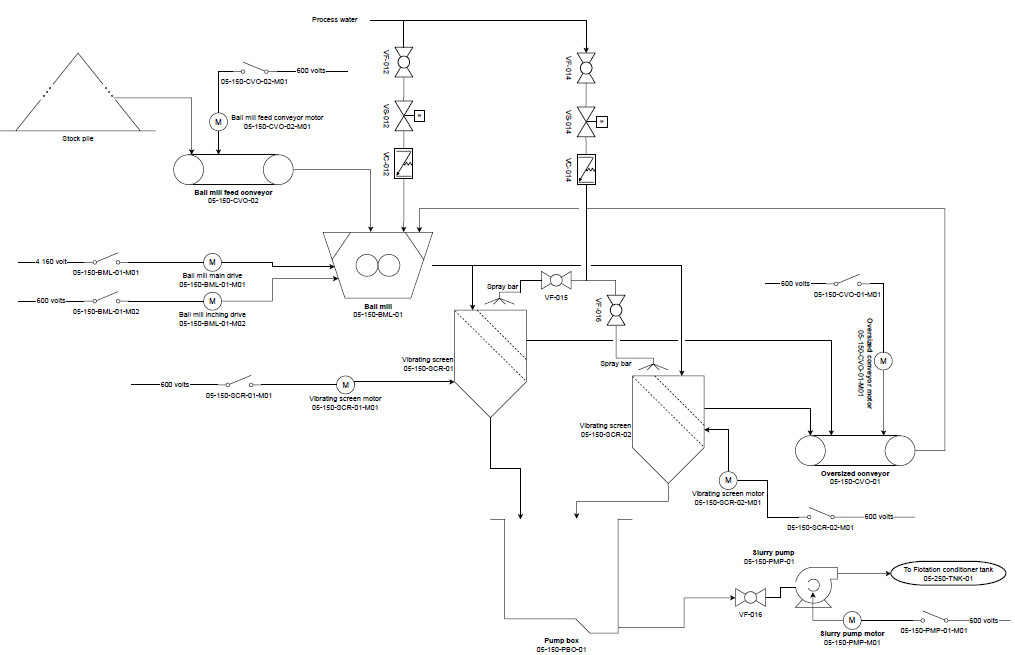 Process water
VF-012
VF-014
600 volts
05-150-CVO-02-M01
VS-012
VS-014
s
s
M
Ball mill feed conveyor motor
05-150-CVO-02-M01
Stock pile
VC-012
VC-014
Ball mill feed conveyor
05-150-CVO-02
4 160 volt
05-150-BML-01-M01
M
Ball mill main drive
05-150-BML-01-M01
600 volts
05-150-BML-01-M02
M
Ball mill inching drive
05-150-BML-01-M02
Ball mill
05-150-BML-01
Spray bar
VF-015
VF-016
600 volts
05-150-CVO-01-M01
Oversized conveyor motor
05-150-CVO-01-M01
M
Vibrating screen
05-150-SCR-01
Spray bar
600 volts
05-150-SCR-01-M01
M
Vibrating screen motor
05-150-SCR-01-M01
Vibrating screen
05-150-SCR-02
Oversized conveyor
05-150-CVO-01
M
Vibrating screen motor
05-150-SCR-02-M01
600 volts
05-150-SCR-02-M01
Slurry pump
05-150-PMP-01
To Flotation conditioner tank
05-250-TNK-01
VF-016
M
Slurry pump motor
05-150-PMP-M01
600 volts
05-150-PMP-01-M01
Pump box
05-150-PBO-01